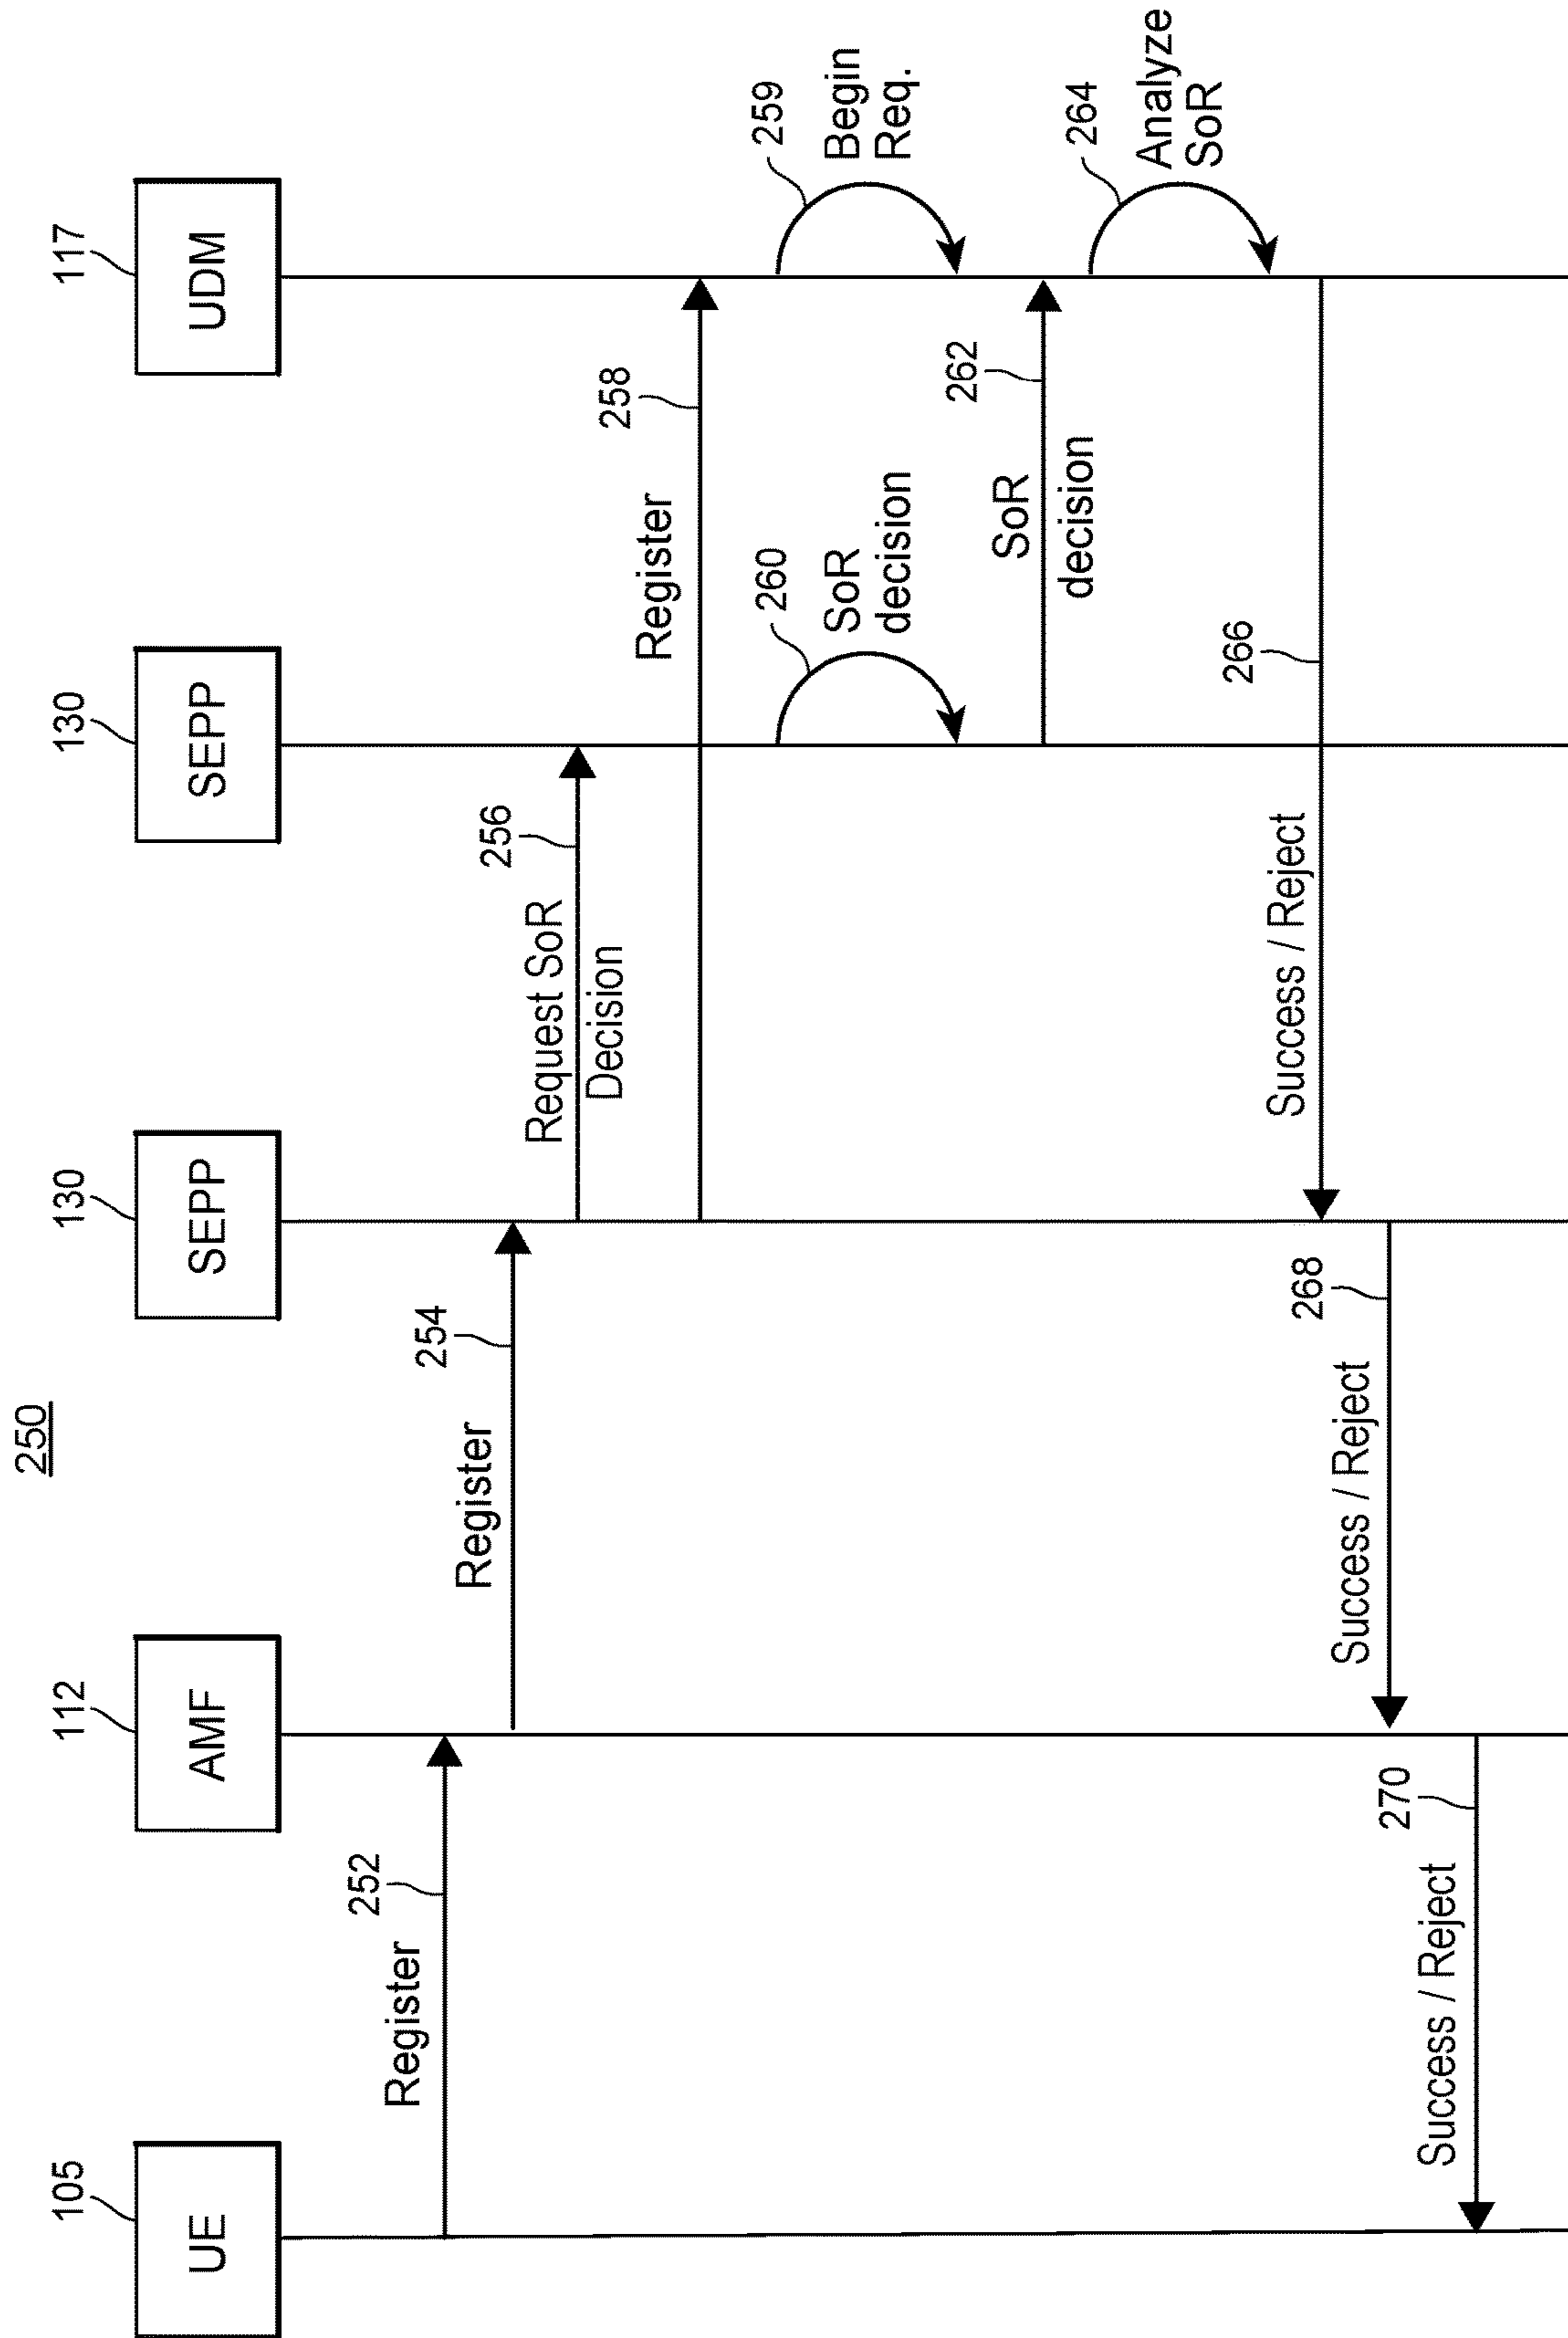 250
105
112
130
130
117
UE
AMF
SEPP
SEPP
UDM
252
Register
254
Register
256
Request SoR
Decision
258
Register
259
Begin
Req.
260
SoR
decision
262
SoR
decision
264
Analyze
SoR
266
Success / Reject
268
Success / Reject
270
Success / Reject